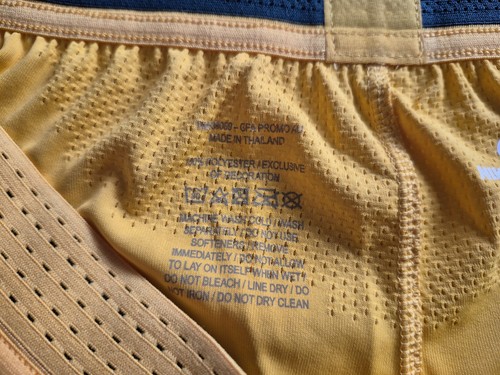 - GFA PROMO
MADE IN THAILAND
POLYESTER / EXCLUSIVE
OF DECORATION
MACHINE WASH COLD / WASH
SEPARATELY / DO NOT USE
SOFTENERS / REMOVE
IMMEDIATELY / DO NOT ALLOW
TO LAY ON ITSELF WHEN WET /
DO NOT BLEACH / LINE DRY / DO
NOT IRON / DO NOT DRY CLEAN